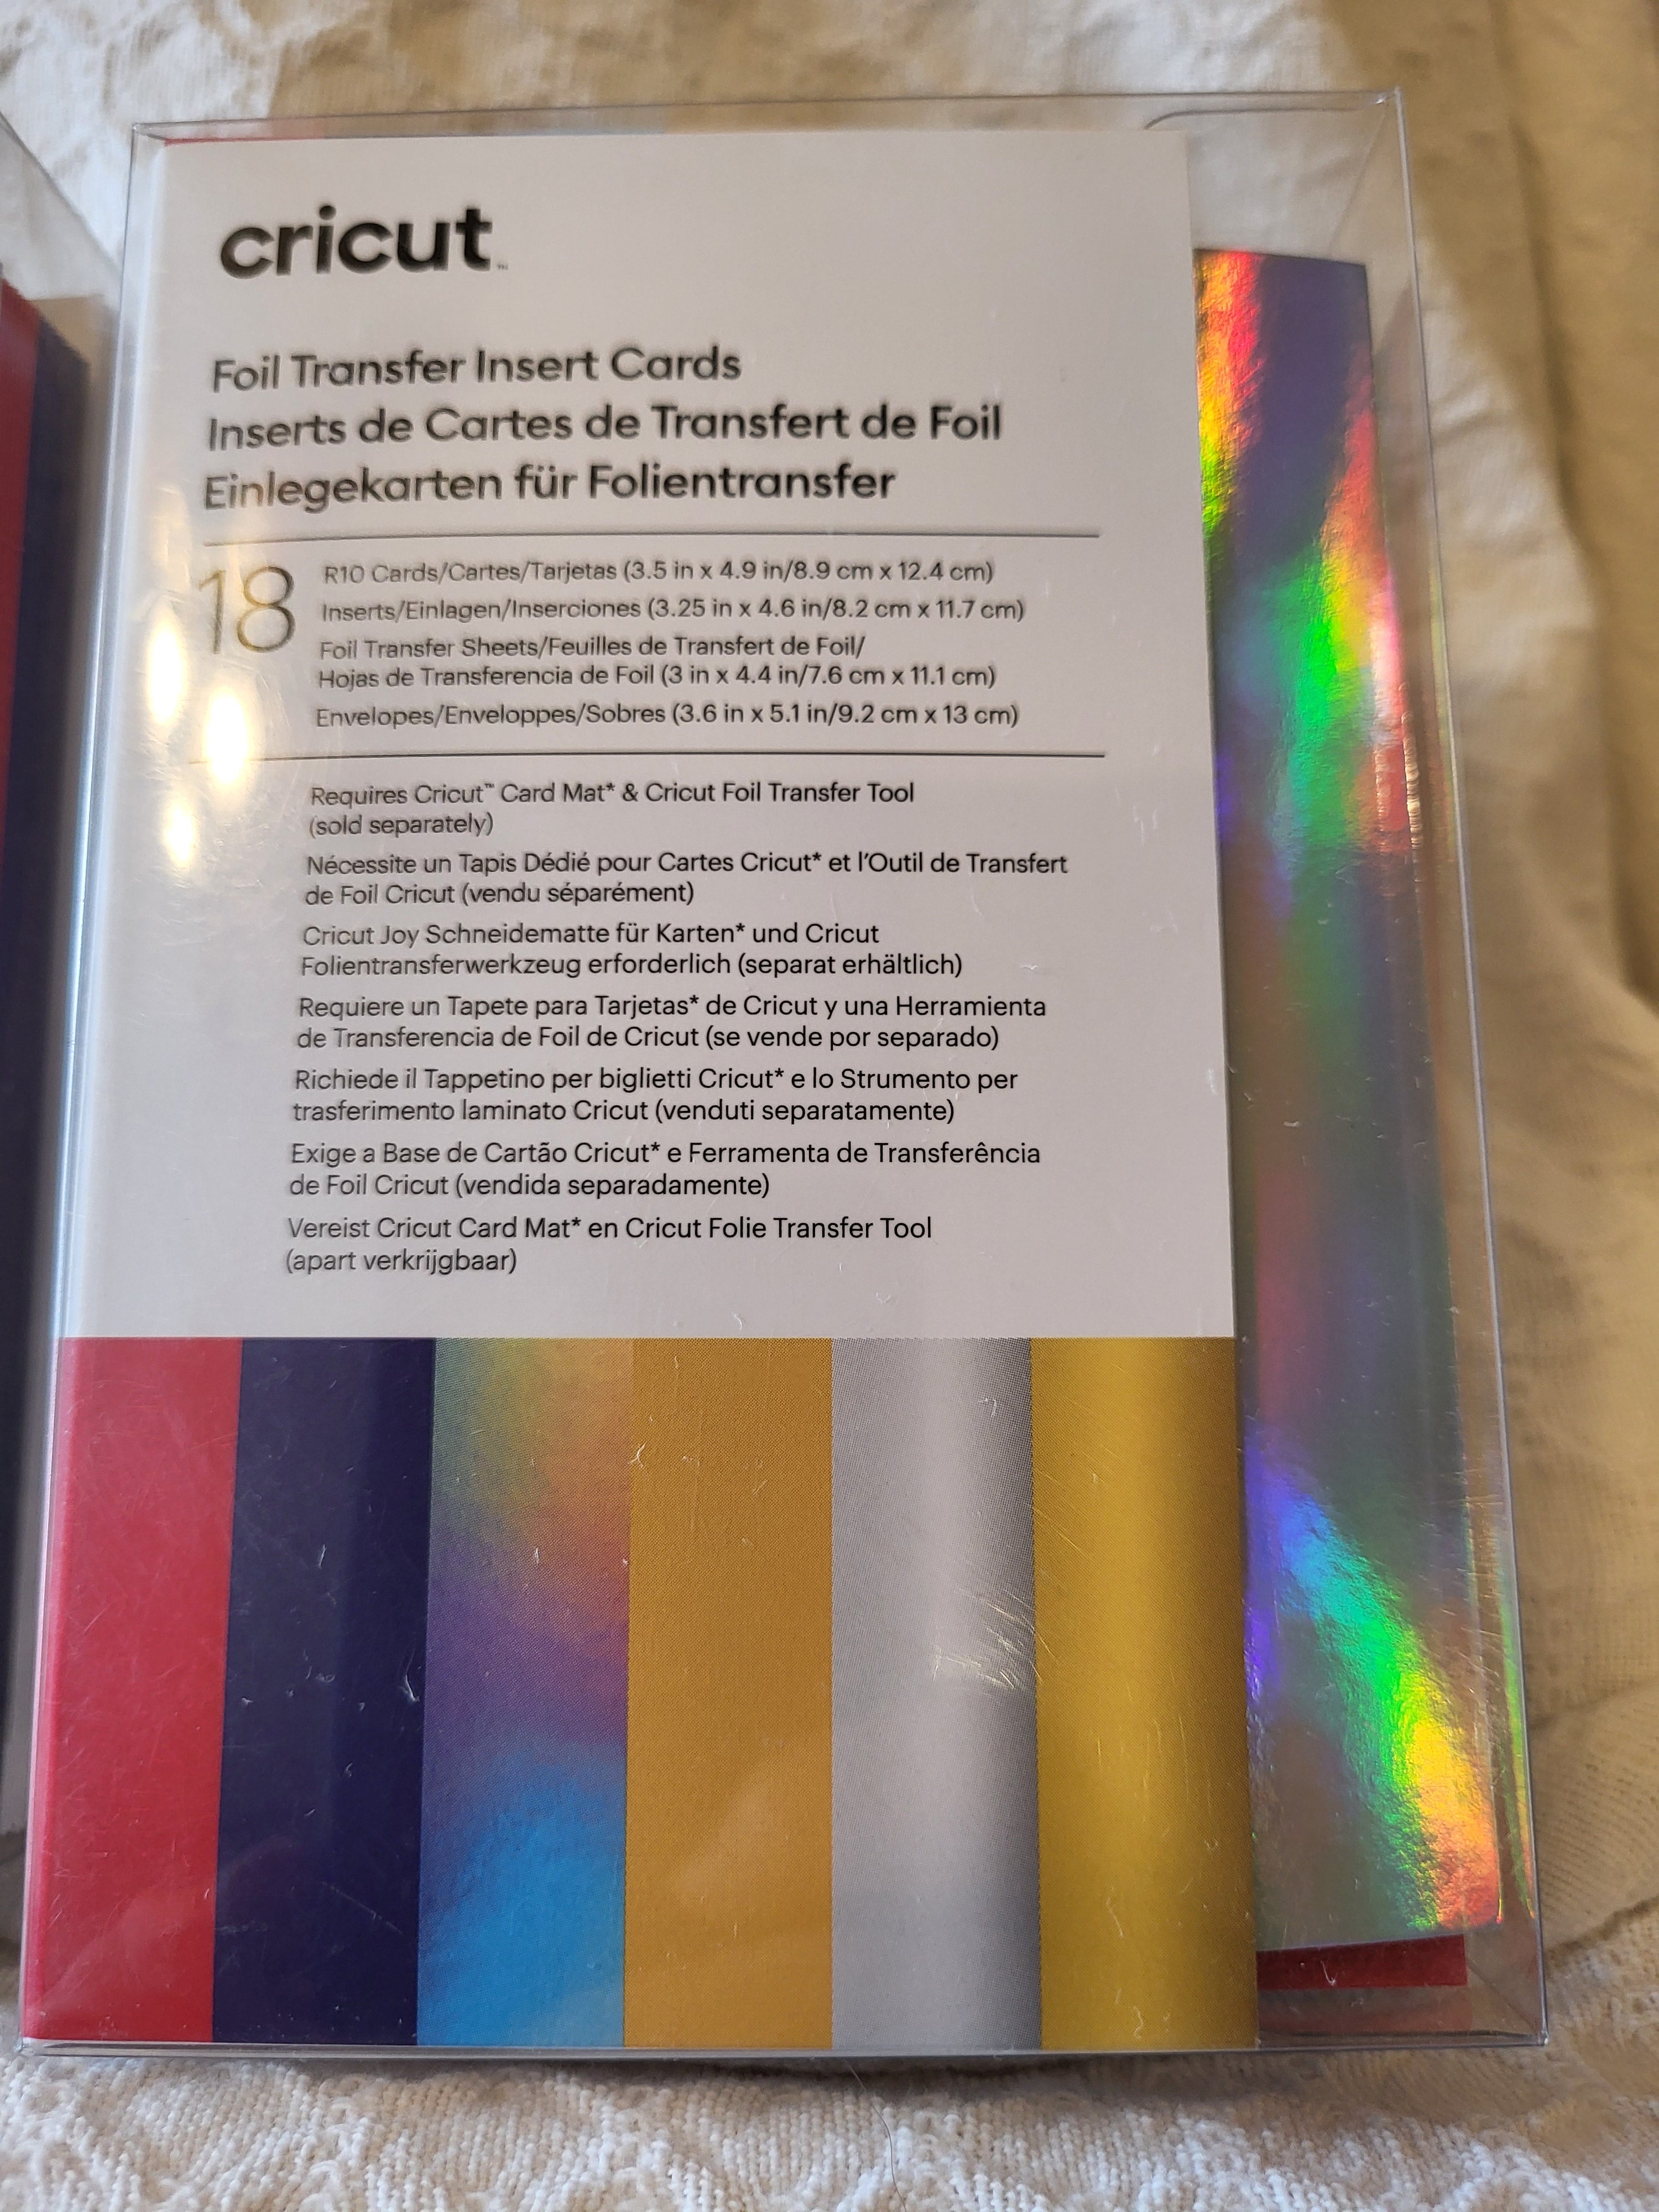 cricut™
Foil Transfer Insert Cards
Inserts de Cartes de Transfert de Foil
Einlegekarten für Folientransfer
18
R10 Cards/Cartes/Tarjetas (3.5 in x 4.9 in/8.9 cm x 12.4 cm)
Inserts/Einlagen/Inserciones (3.25 in x 4.6 in/8.2 cm x 11.7 cm)
Foil Transfer Sheets/Feuilles de Transfert de Foil/
Hojas de Transferencia de Foil (3 in x 4.4 in/7.6 cm x 11.1 cm)
Envelopes/Enveloppes/Sobres (3.6 in x 5.1 in/9.2 cm x 13 cm)
Requires Cricut™ Card Mat* & Cricut Foil Transfer Tool
(sold separately)
Nécessite un Tapis Dédié pour Cartes Cricut* et l'Outil de Transfert
de Foil Cricut (vendu séparément)
Cricut Joy Schneidematte für Karten* und Cricut
Folientransferwerkzeug erforderlich (separat erhältlich)
Requiere un Tapete para Tarjetas* de Cricut y una Herramienta
de Transferencia de Foil de Cricut (se vende por separado)
Richiede il Tappetino per biglietti Cricut* e lo Strumento per
trasferimento laminato Cricut (venduti separatamente)
Exige a Base de Cartão Cricut* e Ferramenta de Transferência
de Foil Cricut (vendida separadamente)
Vereist Cricut Card Mat* en Cricut Folie Transfer Tool
(apart verkrijgbaar)